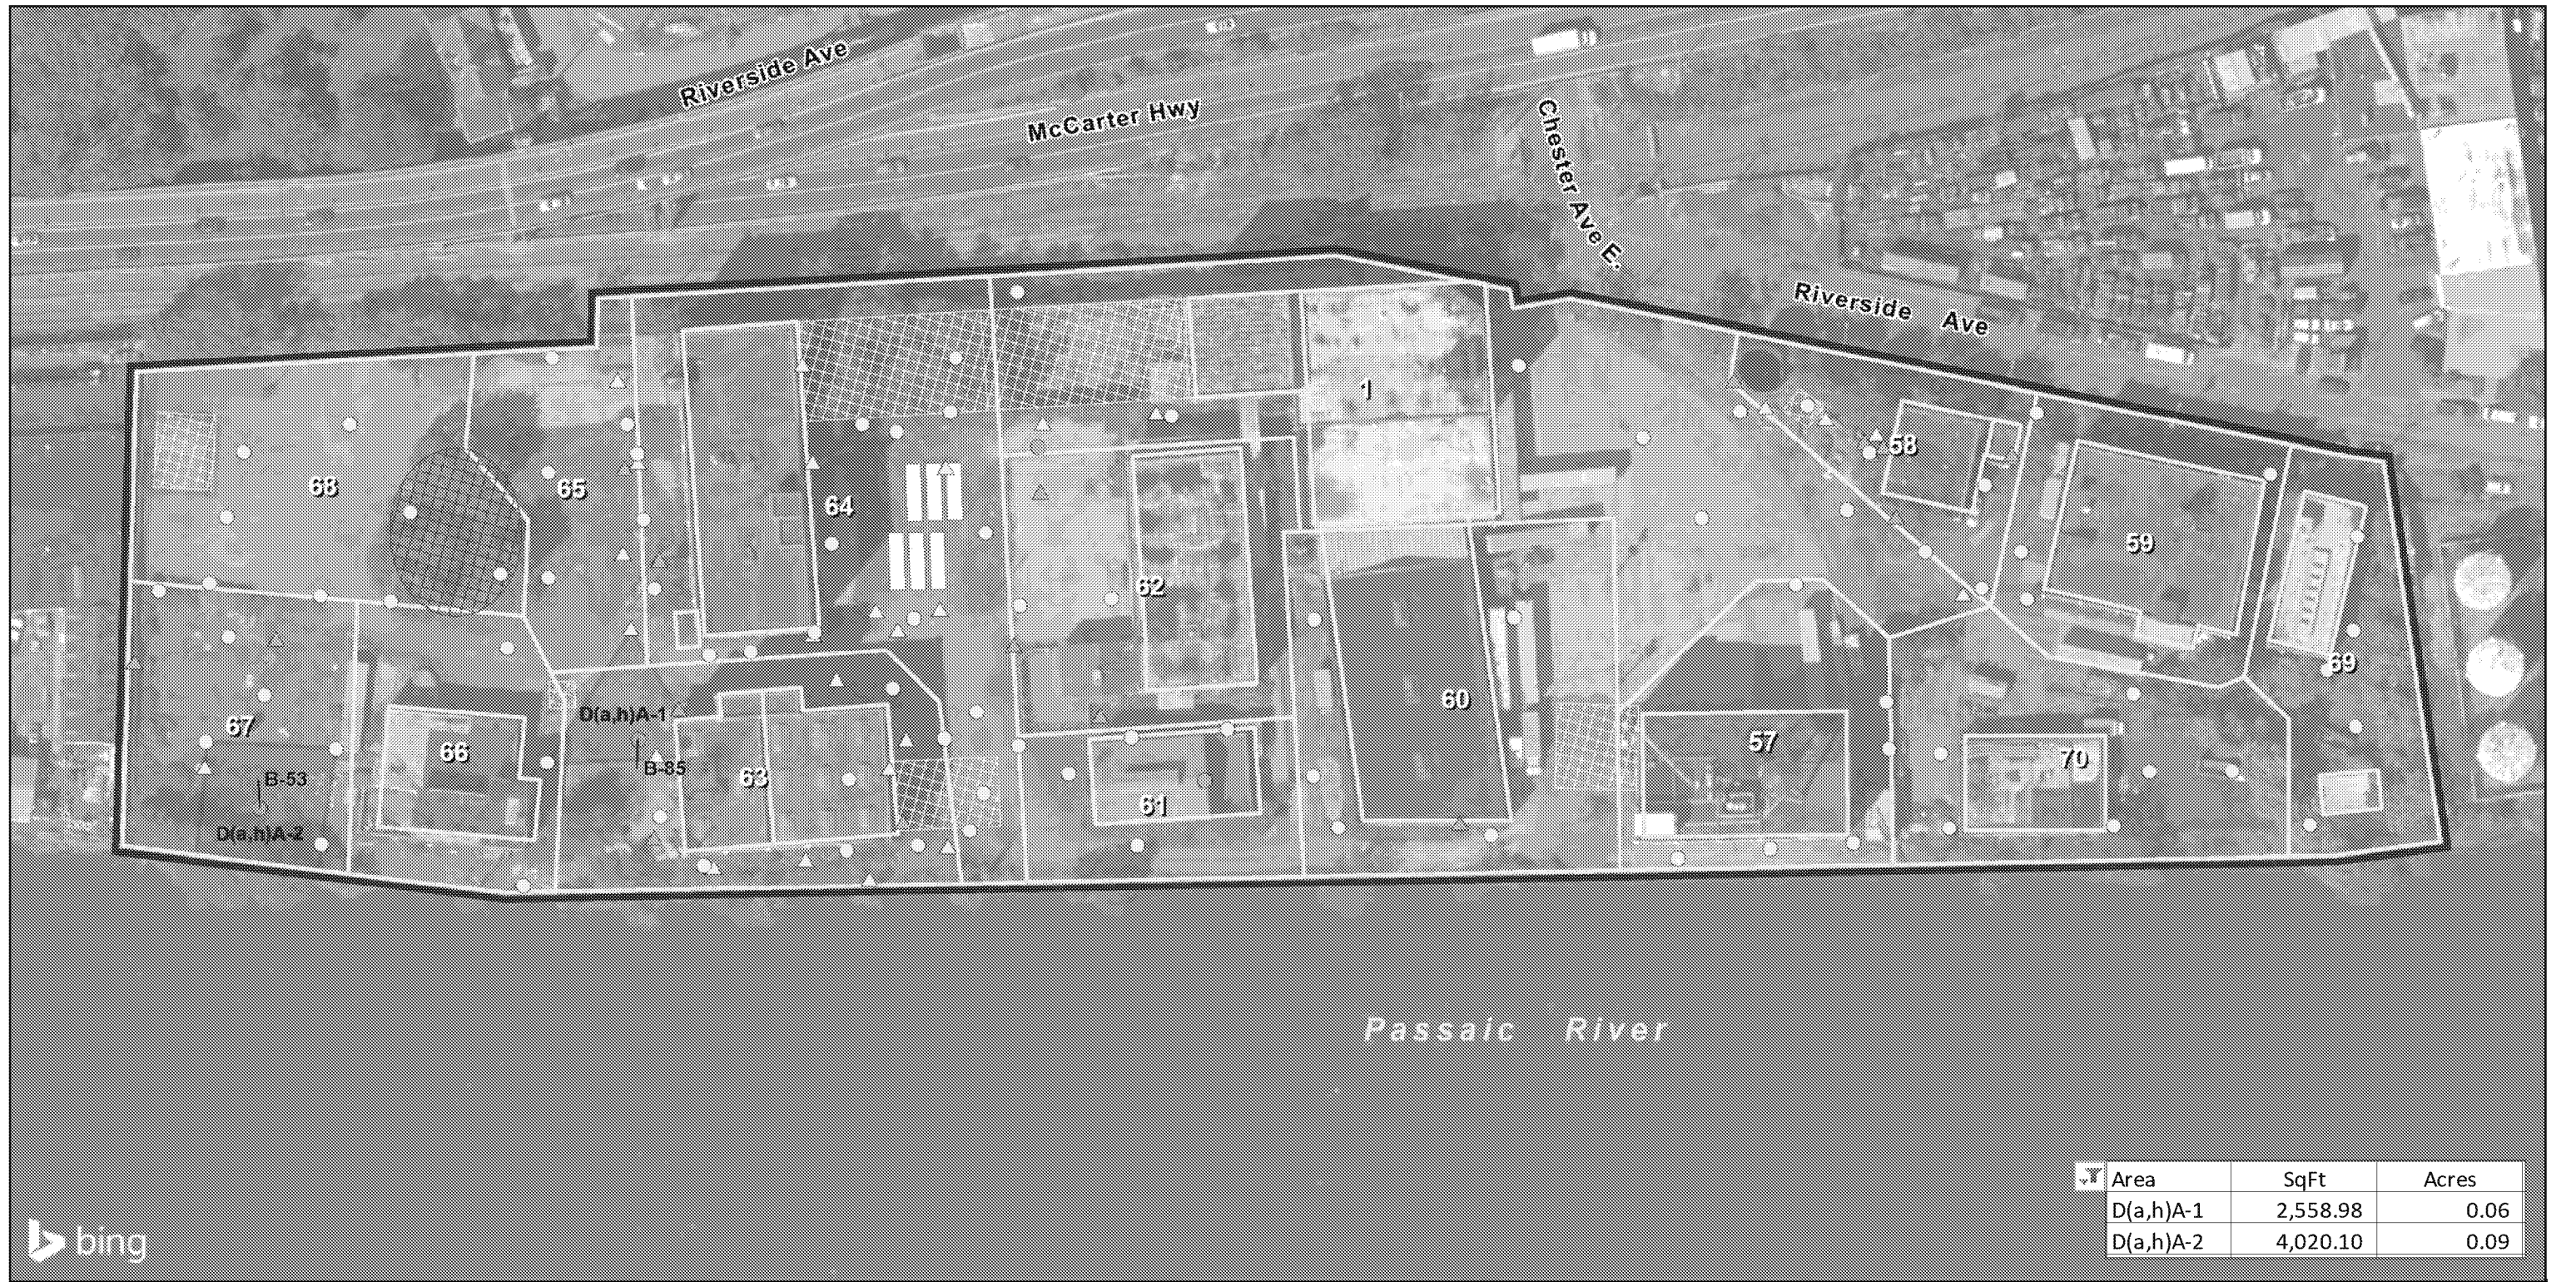 Riverside Ave
McCarter Hwy
Chester Ave E.
Riverside Ave
1
58
68
65
64
59
62
69
60
67
66
D(a,h)A-1
B-85
63
57
70
B-53
61
D(a,h)A-2
Passaic River
Area SqFt Acres
D(a,h)A-1 2,558.98 0.06
D(a,h)A-2 4,020.10 0.09
bing